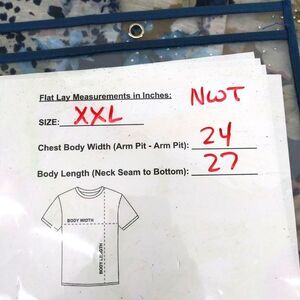 Flat Lay Measurements in Inches: NWT
SIZE: XXL
Chest Body Width (Arm Pit - Arm Pit): 24
Body Length (Neck Seam to Bottom): 27
BODY WIDTH
BODY LENGTH